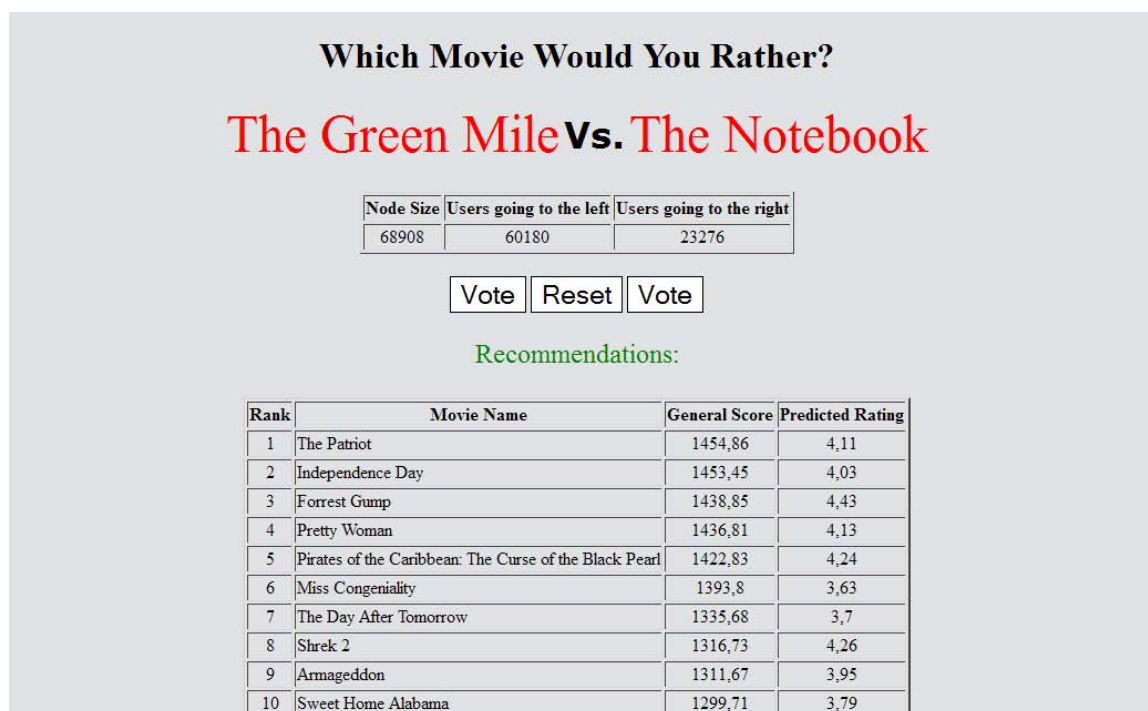 Which Movie Would You Rather?
The Green Mile Vs. The Notebook
Node Size Users going to the left Users going to the right
68908 60180 23276
Vote Reset Vote
Recommendations:
Rank Movie Name General Score Predicted Rating
1 The Patriot 1454,86 4,11
2 Independence Day 1453,45 4,03
3 Forrest Gump 1438,85 4,43
4 Pretty Woman 1436,81 4,13
5 Pirates of the Caribbean: The Curse of the Black Pearl 1422,83 4,24
6 Miss Congeniality 1393,8 3,63
7 The Day After Tomorrow 1335,68 3,7
8 Shrek 2 1316,73 4,26
9 Armageddon 1311,67 3,95
10 Sweet Home Alabama 1299,71 3,79